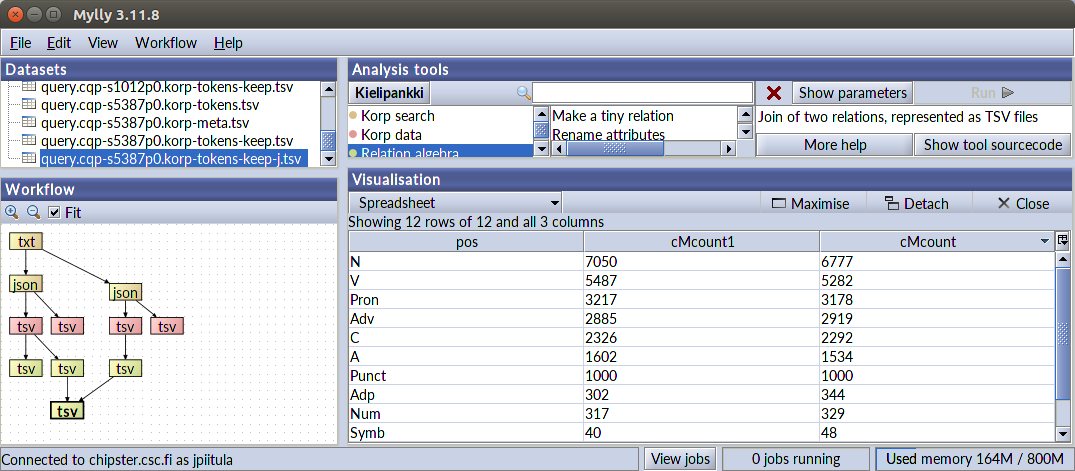 Mylly 3.11.8
File Edit View Workflow Help
Datasets
query.cqp-s1012p0.korp-tokens-keep.tsv
query.cqp-s5387p0.korp-tokens.tsv
query.cqp-s5387p0.korp-meta.tsv
query.cqp-s5387p0.korp-tokens-keep.tsv
query.cqp-s5387p0.korp-tokens-keep-j.tsv
Analysis tools
Kielipankki
Show parameters
Run
Korp search
Korp data
Relation algebra
Make a tiny relation
Rename attributes
Join of two relations, represented as TSV files
More help
Show tool sourcecode
Workflow
Fit
txt
json
json
tsv tsv tsv tsv
tsv tsv tsv
tsv
Visualisation
Spreadsheet
Maximise
Detach
Close
Showing 12 rows of 12 and all 3 columns
pos cMcount1 cMcount
N 7050 6777
V 5487 5282
Pron 3217 3178
Adv 2885 2919
C 2326 2292
A 1602 1534
Punct 1000 1000
Adp 302 344
Num 317 329
Symb 40 48
Connected to chipster.csc.fi as jpiitula
View jobs
0 jobs running
Used memory 164M / 800M